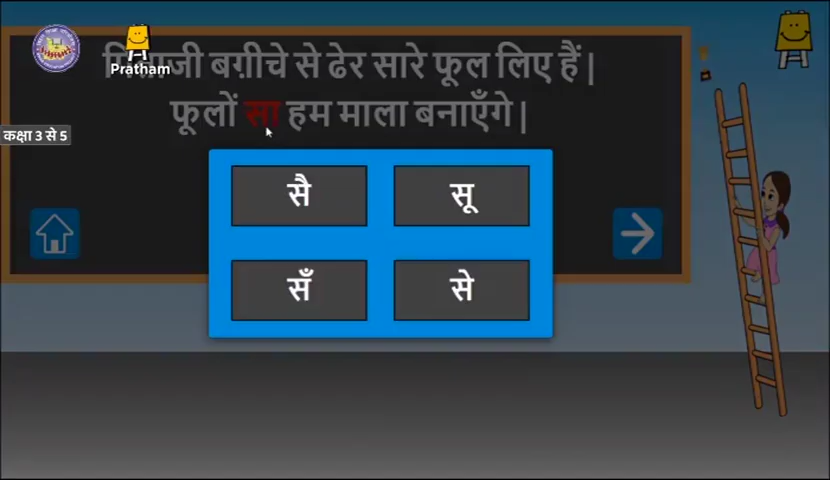 Pratham
बग़ीचे से ढेर सारे फूल लिए हैं|
फूलों सा हम माला बनाएँगे|
कक्षा 3 से 5
सै
सू
सँ
से